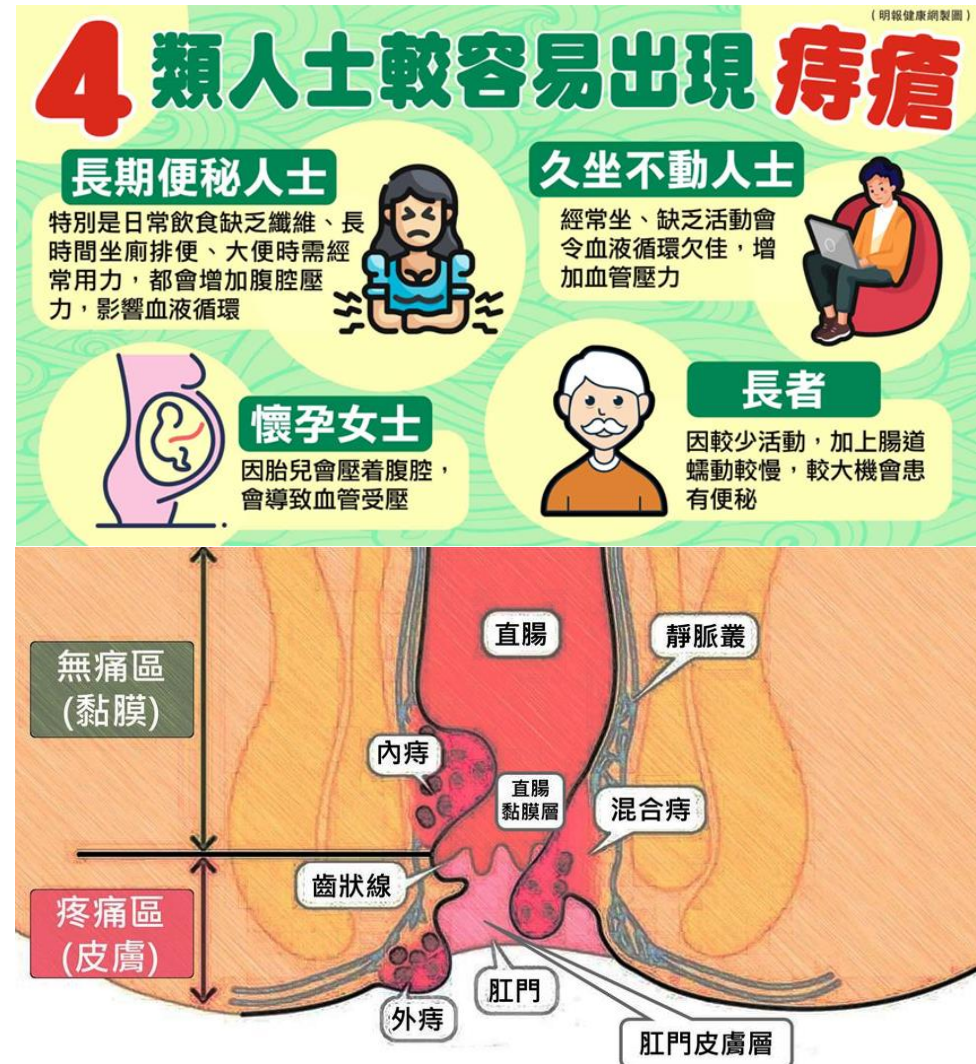 (明報健康網製圖)
4類人士較容易出現痔瘡
長期便秘人士
特別是日常飲食缺乏纖維、長
時間坐廁排便、大便時需經
常用力，都會增加腹腔壓
力，影響血液循環
久坐不動人士
經常坐、缺乏活動會
令血液循環欠佳，增
加血管壓力
懷孕女士
因胎兒會壓着腹腔，
會導致血管受壓
長者
因較少活動，加上腸道
蠕動較慢，較大機會患
有便秘
無痛區
(黏膜)
直腸
靜脈叢
內痔
直腸
黏膜層
混合痔
齒狀線
疼痛區
(皮膚)
外痔
肛門
肛門皮膚層